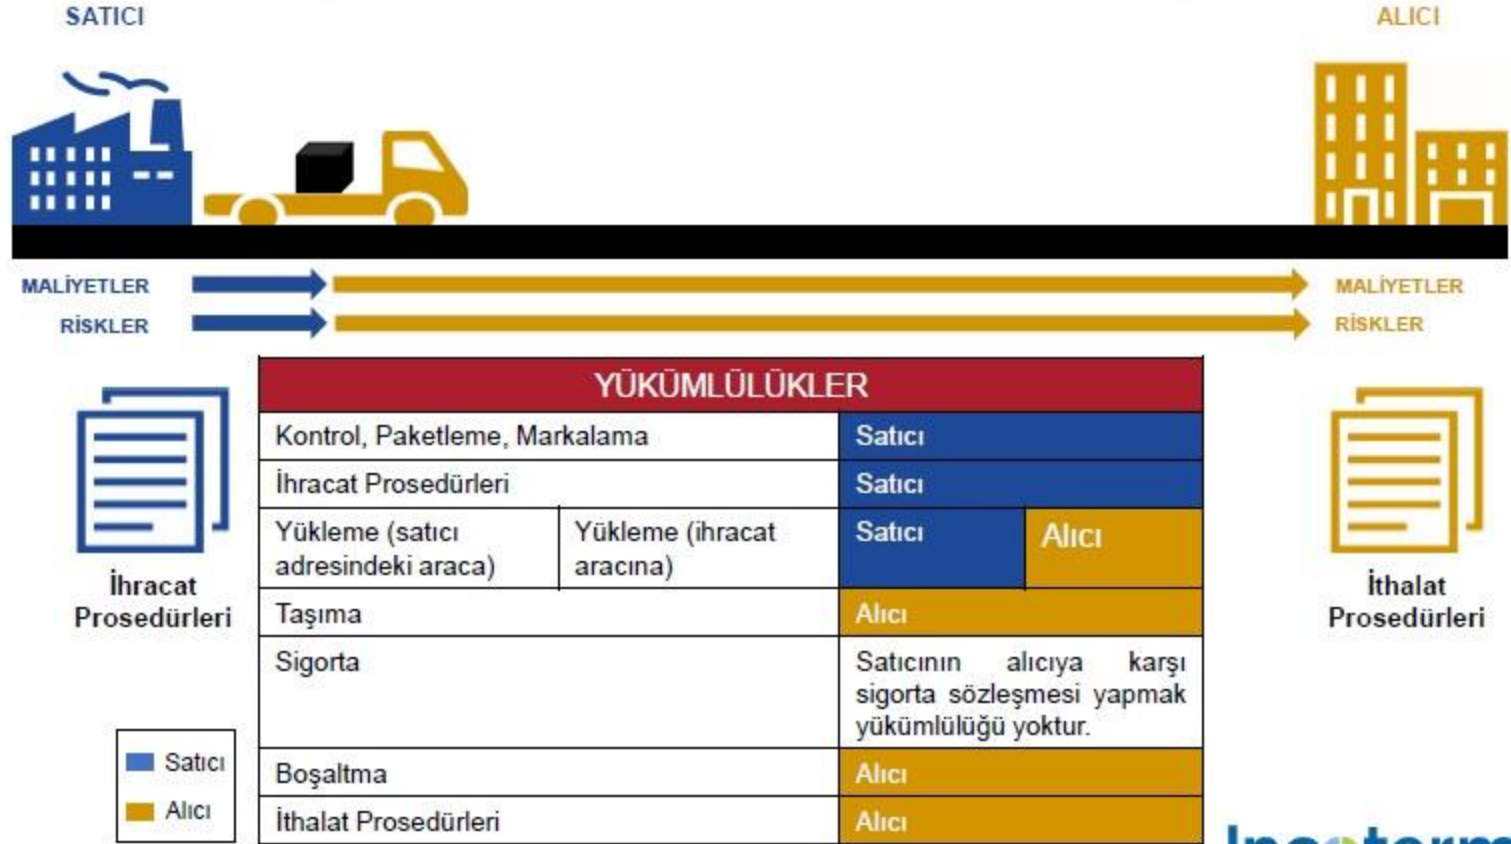 SATICI
ALICI
MALİYETLER
MALİYETLER
RİSKLER
RİSKLER
YÜKÜMLÜLÜKLER
Kontrol, Paketleme, Markalama
Satıcı
İhracat Prosedürleri
Satıcı
Yükleme (satıcı
adresindeki araca)
Yükleme (ihracat
aracına)
Satıcı
Alıcı
Taşıma
Alıcı
Sigorta
Satıcının alıcıya karşı
sigorta sözleşmesi yapmak
yükümlülüğü yoktur.
Boşaltma
Alıcı
İthalat Prosedürleri
Alıcı
İhracat
Prosedürleri
İthalat
Prosedürleri
Satıcı
Alıcı